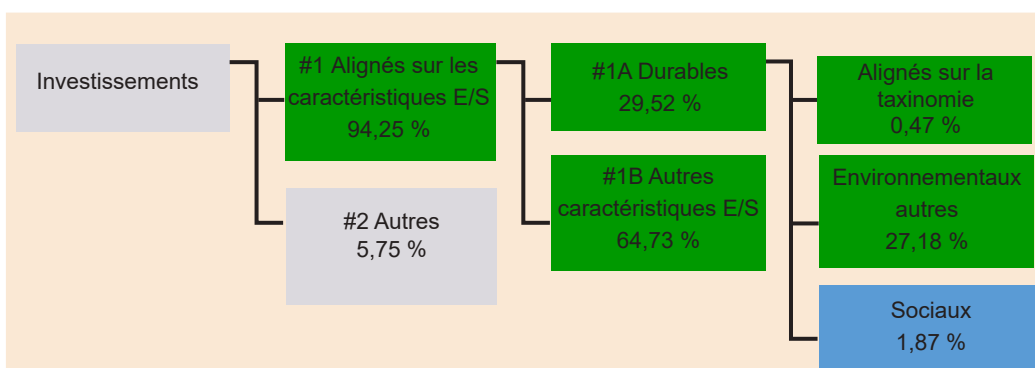 Investissements
#1 Alignés sur les
caractéristiques E/S
94,25 %
#2 Autres
5,75 %
#1A Durables
29,52 %
#1B Autres
caractéristiques E/S
64,73 %
Alignés sur la
taxinomie
0,47 %
Environnementaux
autres
27,18 %
Sociaux
1,87 %